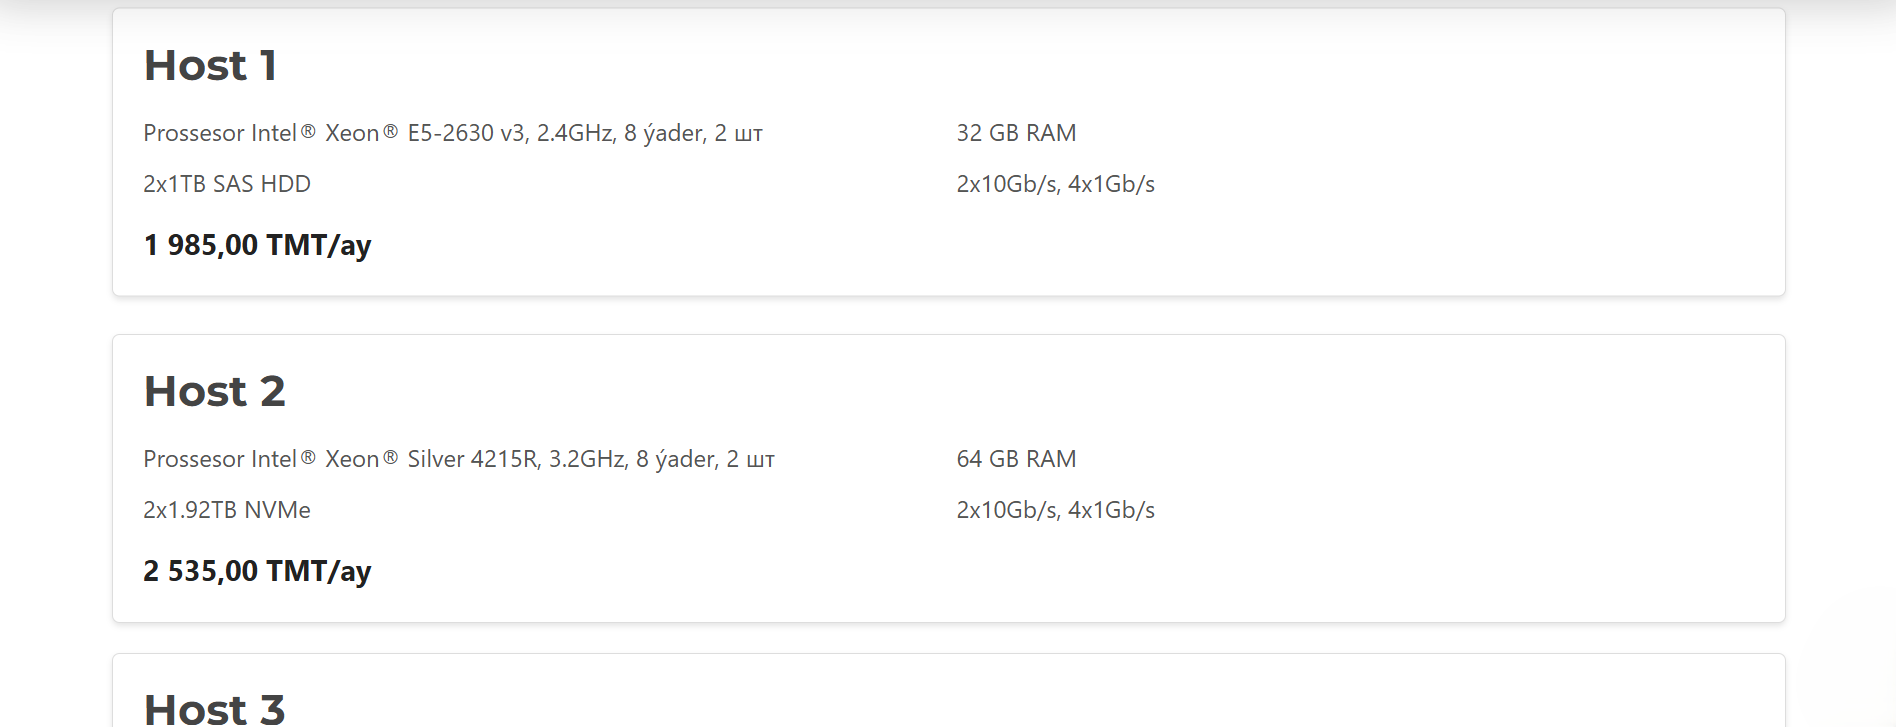 Host 1
Prossesor Intel® Xeon® E5-2630 v3, 2.4GHz, 8 ýader, 2 шт
32 GB RAM
2x1TB SAS HDD
2x10Gb/s, 4x1Gb/s
1 985,00 TMT/ay
Host 2
Prossesor Intel® Xeon® Silver 4215R, 3.2GHz, 8 ýader, 2 шт
64 GB RAM
2x1.92TB NVMe
2x10Gb/s, 4x1Gb/s
2 535,00 TMT/ay
Host 3